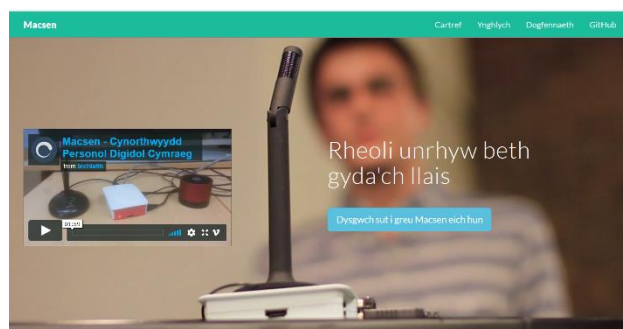 Macsen
Cartref Ynghlych Dogfennaeth GitHub
Macsen - Cynorthwyydd
Personol Digidol Cymraeg
from techiaith
Rheoli unrhyw beth
gyda'ch llais
Dysgwch sut i greu Macsen eich hun